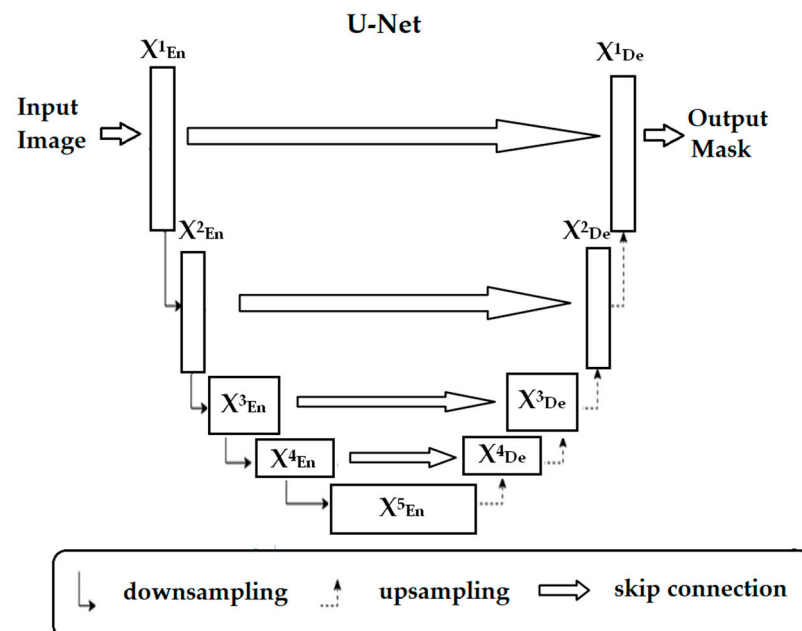 U-Net
X¹En
X¹De
Input
Image
Output
Mask
X²En
X²De
X³En
X³De
X⁴En
X⁴De
X⁵En
downsampling
upsampling
skip connection